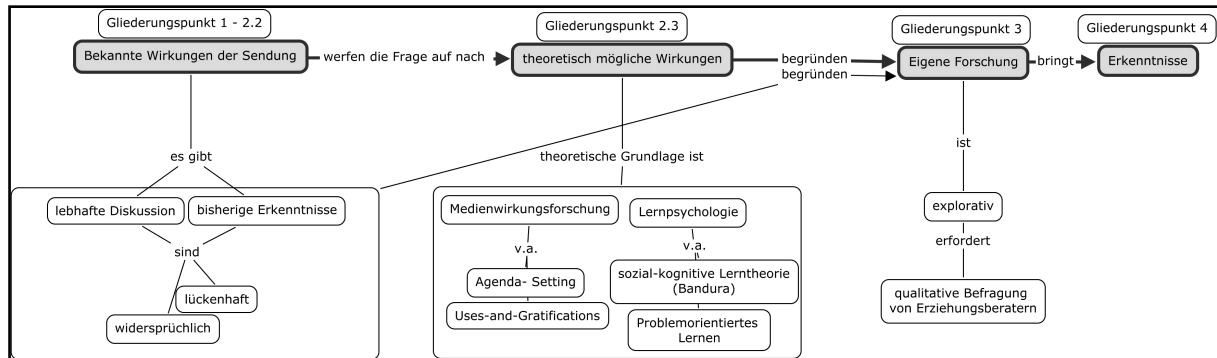 Gliederungspunkt 1 - 2.2
Bekannte Wirkungen der Sendung
werfen die Frage auf nach
Gliederungspunkt 2.3
theoretisch mögliche Wirkungen
begründen
begründen
Gliederungspunkt 3
Eigene Forschung
bringt
Gliederungspunkt 4
Erkenntnisse
es gibt
lebhafte Diskussion
bisherige Erkenntnisse
sind
lückenhaft
widersprüchlich
theoretische Grundlage ist
Medienwirkungsforschung
v.a.
Agenda- Setting
Uses-and-Gratifications
Lernpsychologie
v.a.
sozial-kognitive Lerntheorie
(Bandura)
Problemorientiertes
Lernen
ist
explorativ
erfordert
qualitative Befragung
von Erziehungsberatern